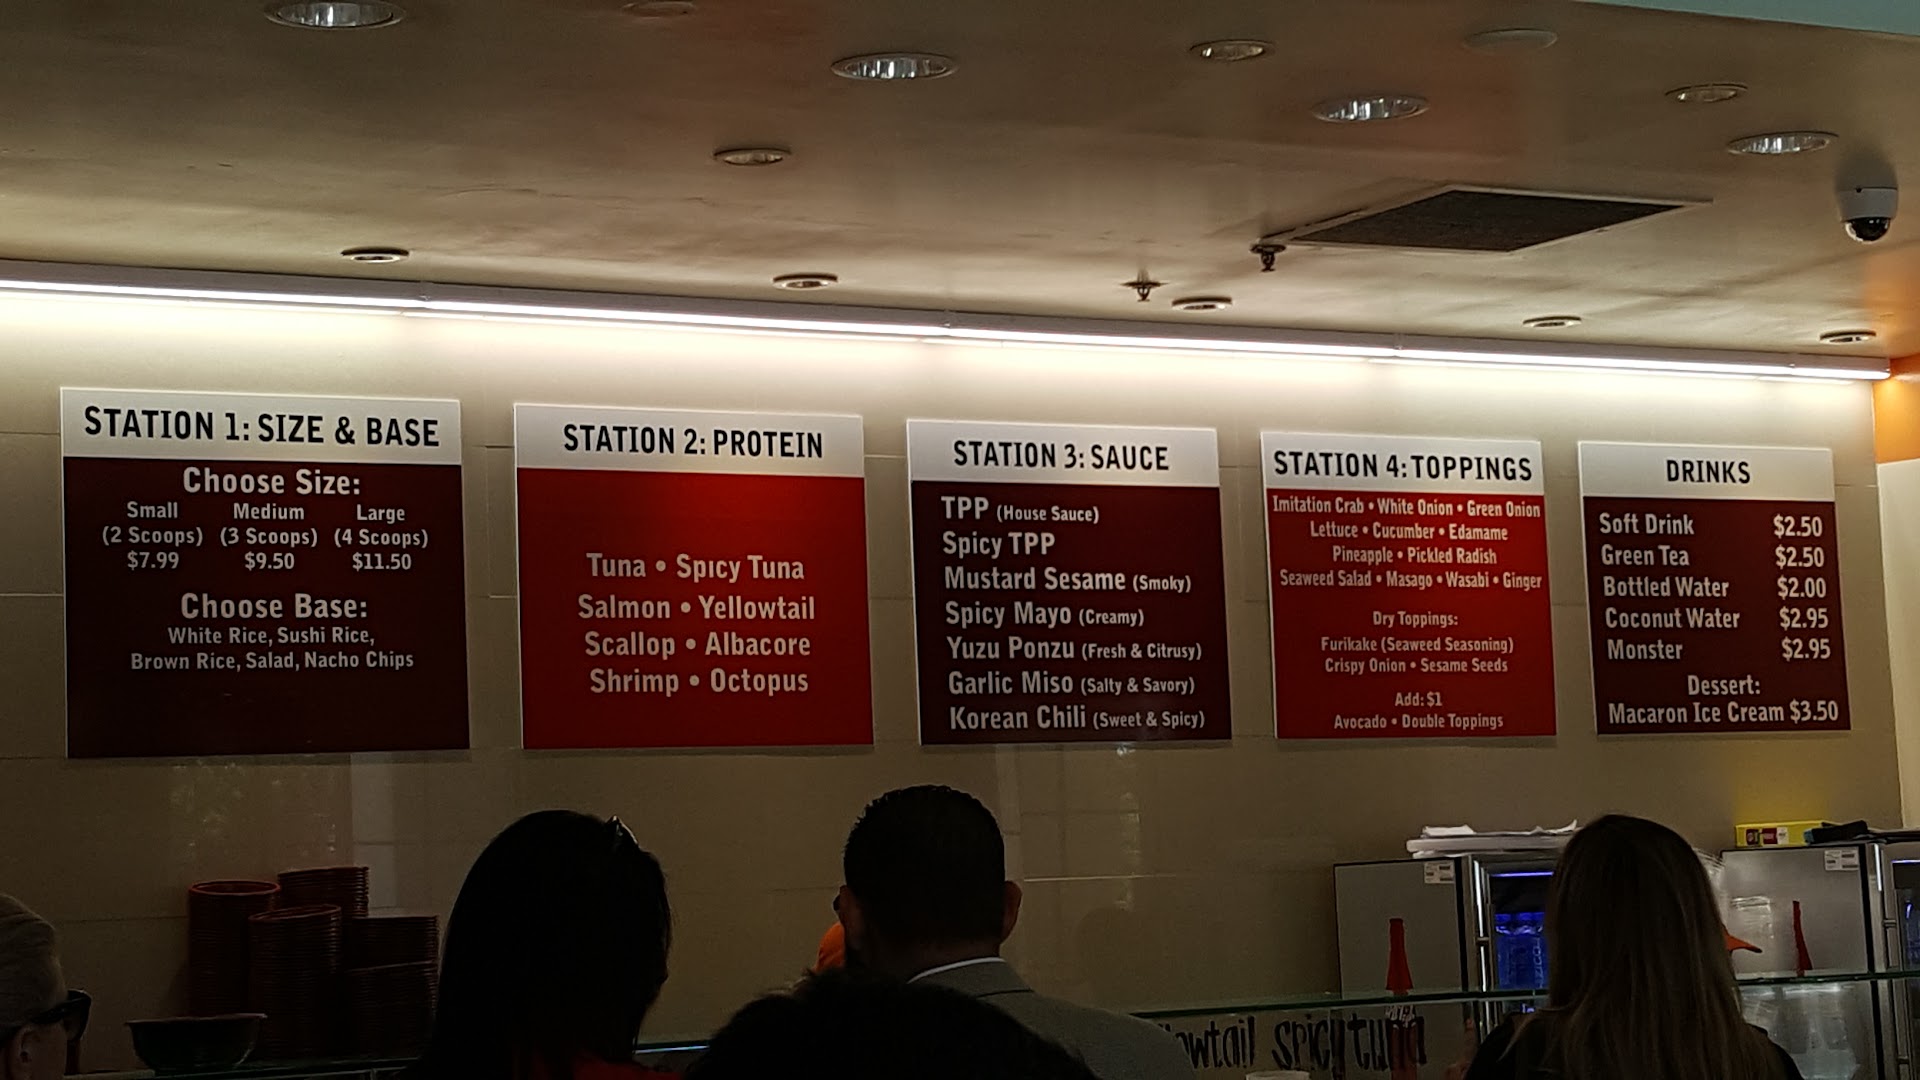 STATION 1: SIZE & BASE
Choose Size:
Small Medium Large
(2 Scoops) (3 Scoops) (4 Scoops)
$7.99 $9.50 $11.50
Choose Base:
White Rice, Sushi Rice,
Brown Rice, Salad, Nacho Chips
STATION 2: PROTEIN
Tuna • Spicy Tuna
Salmon • Yellowtail
Scallop • Albacore
Shrimp • Octopus
STATION 3: SAUCE
TPP (House Sauce)
Spicy TPP
Mustard Sesame (Smoky)
Spicy Mayo (Creamy)
Yuzu Ponzu (Fresh & Citrusy)
Garlic Miso (Salty & Savory)
Korean Chili (Sweet & Spicy)
STATION 4: TOPPINGS
Imitation Crab • White Onion • Green Onion
Lettuce • Cucumber • Edamame
Pineapple • Pickled Radish
Seaweed Salad • Masago • Wasabi • Ginger
Dry Toppings:
Furikake (Seaweed Seasoning)
Crispy Onion • Sesame Seeds
Add: $1
Avocado • Double Toppings
DRINKS
Soft Drink $2.50
Green Tea $2.50
Bottled Water $2.00
Coconut Water $2.95
Monster $2.95
Dessert:
Macaron Ice Cream $3.50
spicy tuna